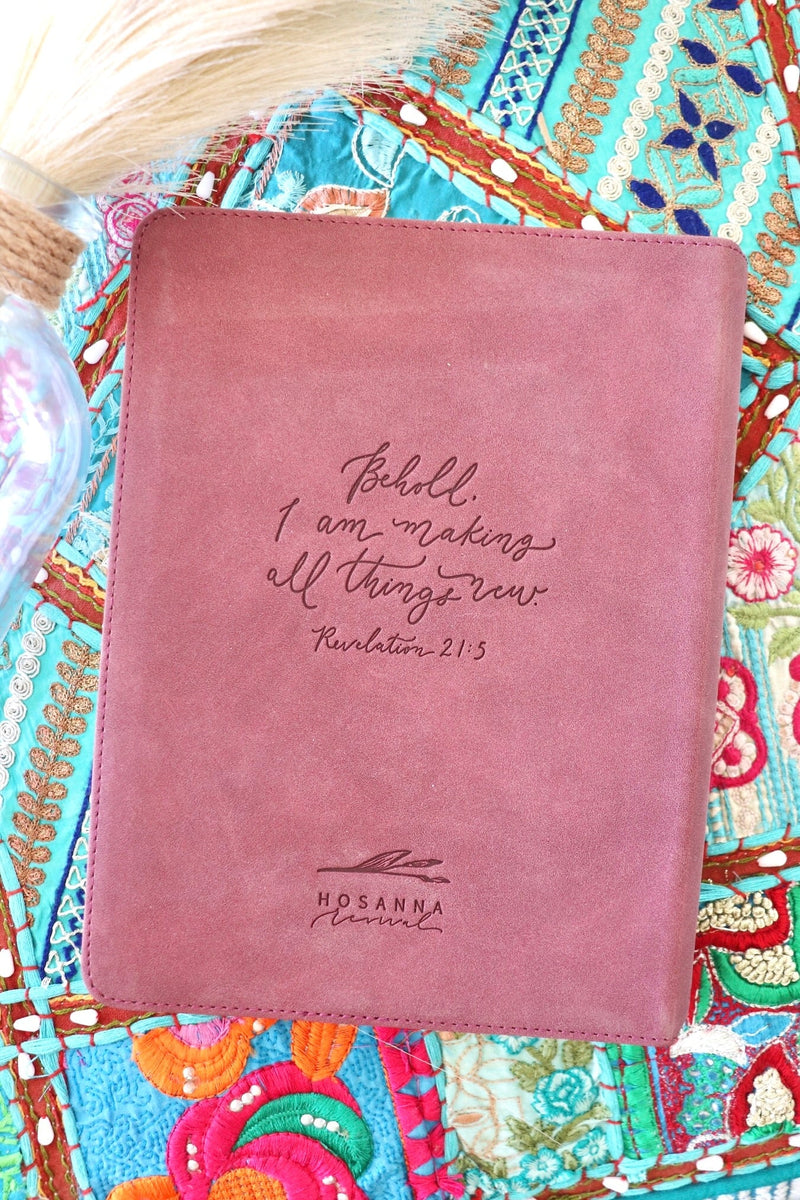 Behold,
I am making
all things new.
Revelation 21:5
HOSANNA
revival